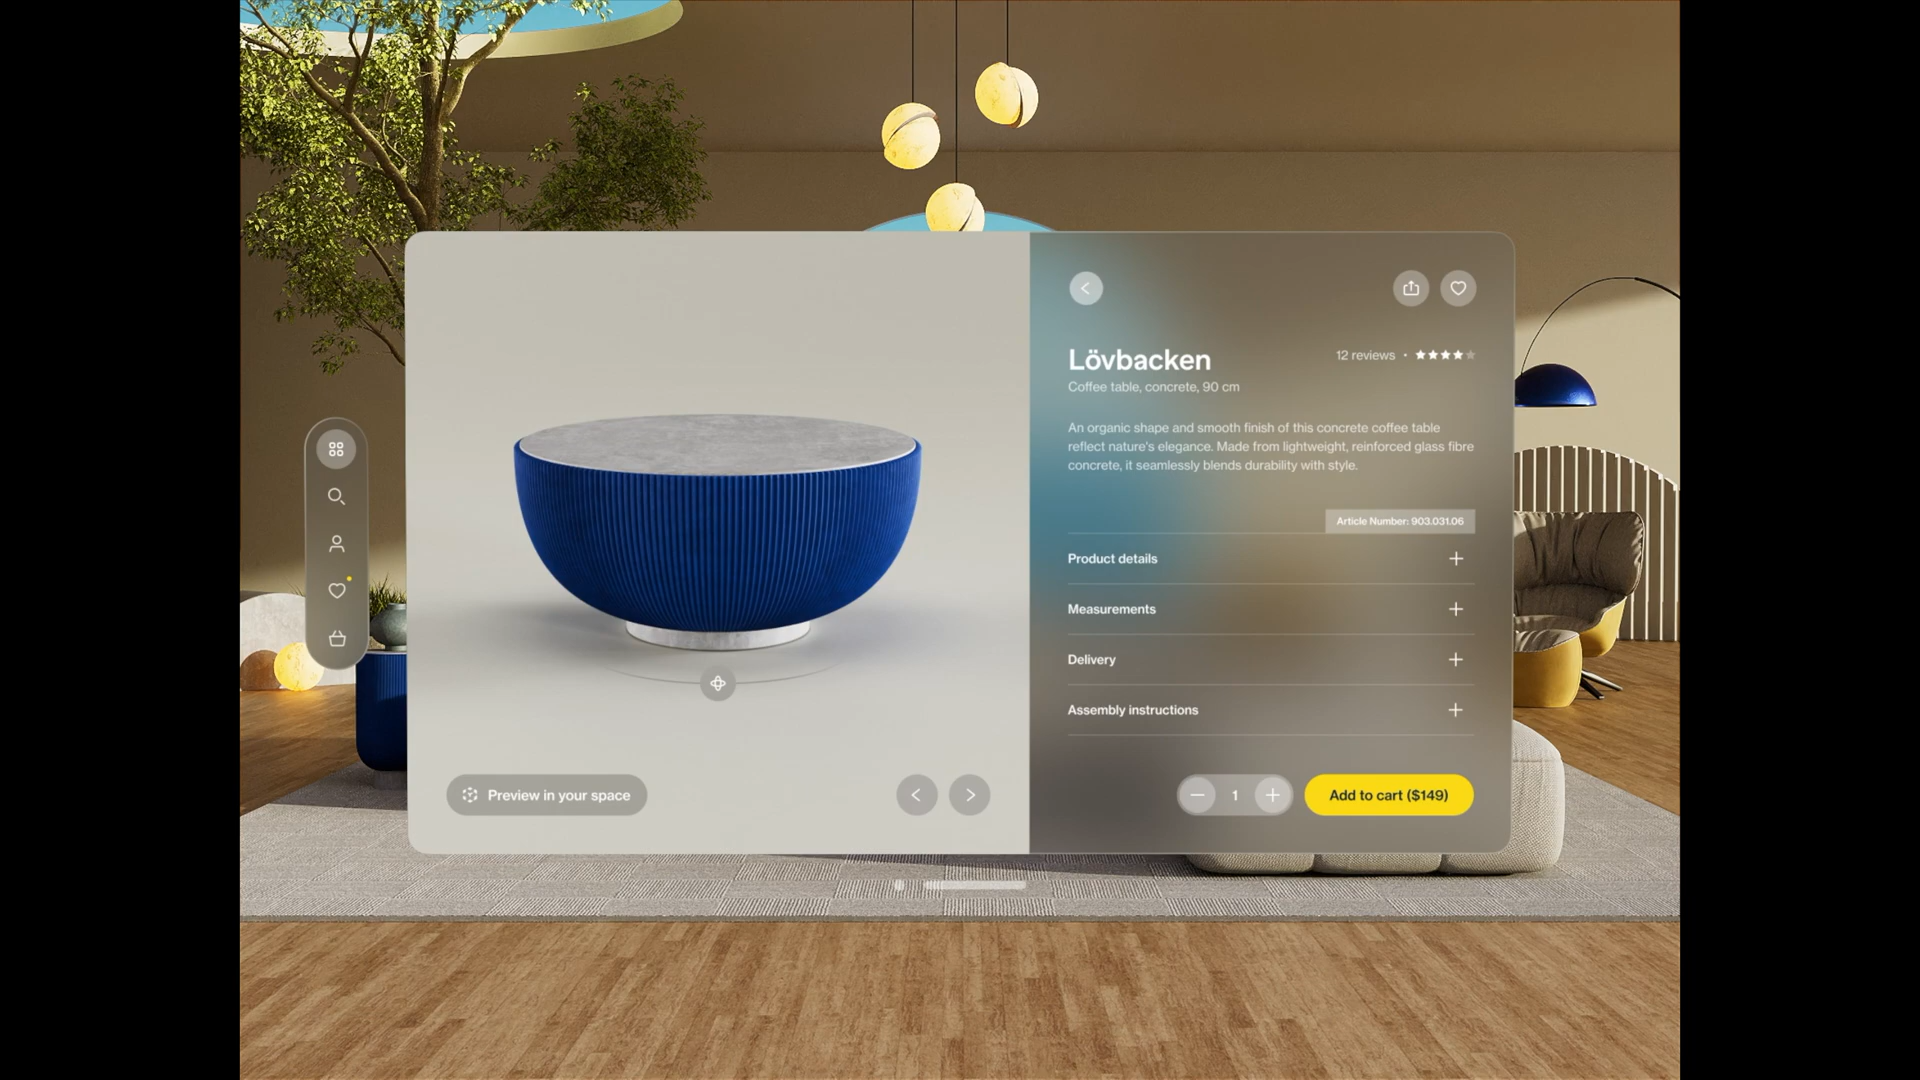 Lövbacken
12 reviews • ★★★★★
Coffee table, concrete, 90 cm
An organic shape and smooth finish of this concrete coffee table
reflect nature's elegance. Made from lightweight, reinforced glass fibre
concrete, it seamlessly blends durability with style.
Article Number: 903.031.06
Product details
Measurements
Delivery
Assembly instructions
Preview in your space
1
Add to cart ($149)